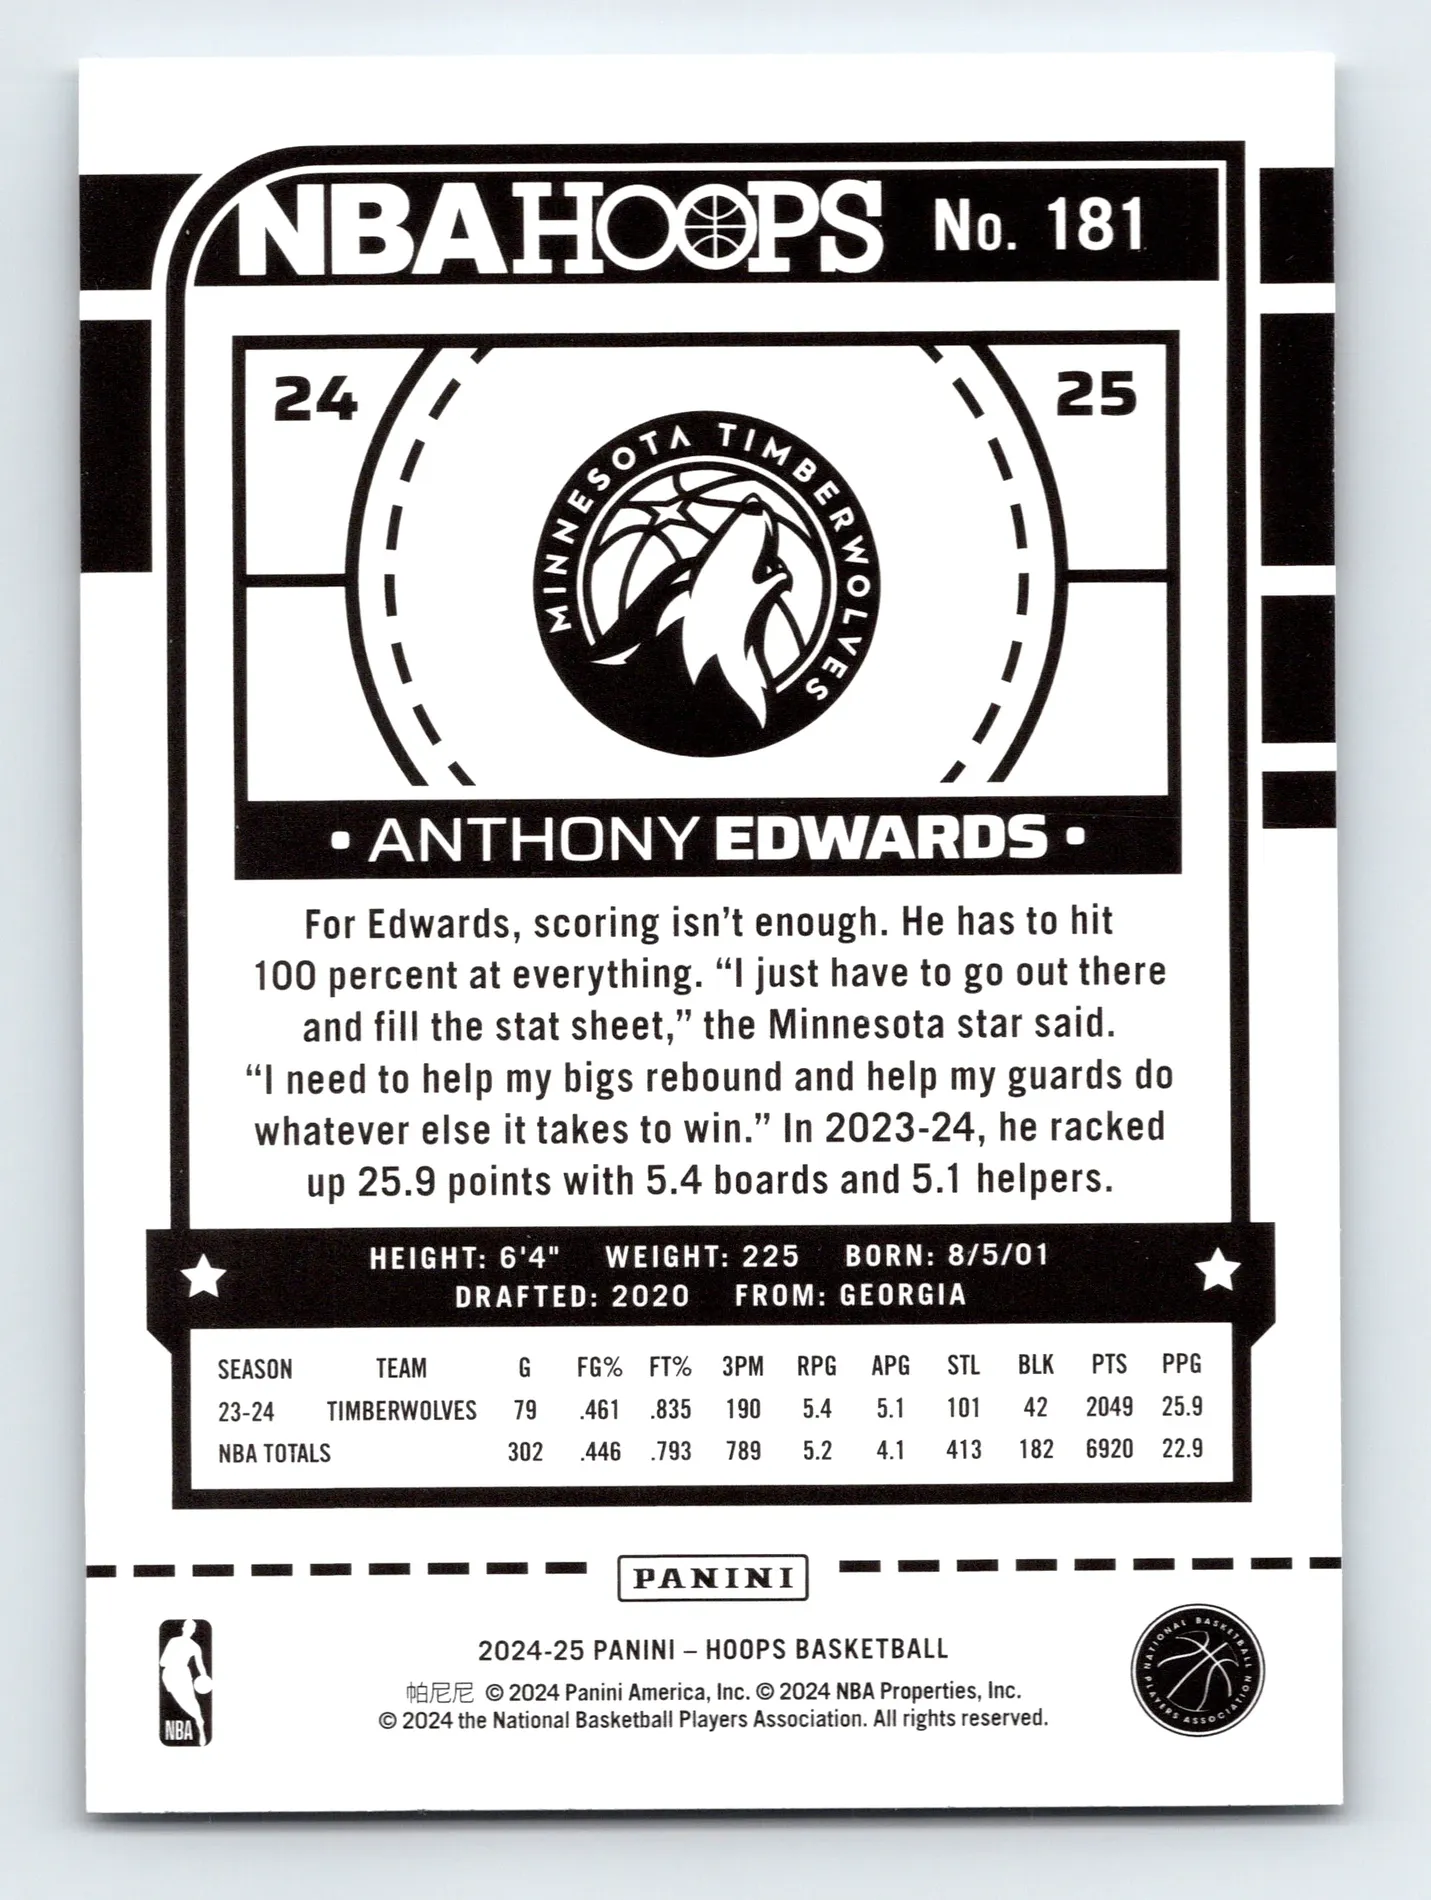 NBA HOOPS No. 181
24 25
MINNESOTA TIMBERWOLVES
• ANTHONY EDWARDS •
For Edwards, scoring isn’t enough. He has to hit
100 percent at everything. “I just have to go out there
and fill the stat sheet,” the Minnesota star said.
“I need to help my bigs rebound and help my guards do
whatever else it takes to win.” In 2023-24, he racked
up 25.9 points with 5.4 boards and 5.1 helpers.
HEIGHT: 6'4" WEIGHT: 225 BORN: 8/5/01
DRAFTED: 2020 FROM: GEORGIA
SEASON TEAM G FG% FT% 3PM RPG APG STL BLK PTS PPG
23-24 TIMBERWOLVES 79 .461 .835 190 5.4 5.1 101 42 2049 25.9
NBA TOTALS 302 .446 .793 789 5.2 4.1 413 182 6920 22.9
PANINI
2024-25 PANINI – HOOPS BASKETBALL
帕尼尼 © 2024 Panini America, Inc. © 2024 NBA Properties, Inc.
© 2024 the National Basketball Players Association. All rights reserved.
NBA
NATIONAL BASKETBALL PLAYERS ASSOCIATION